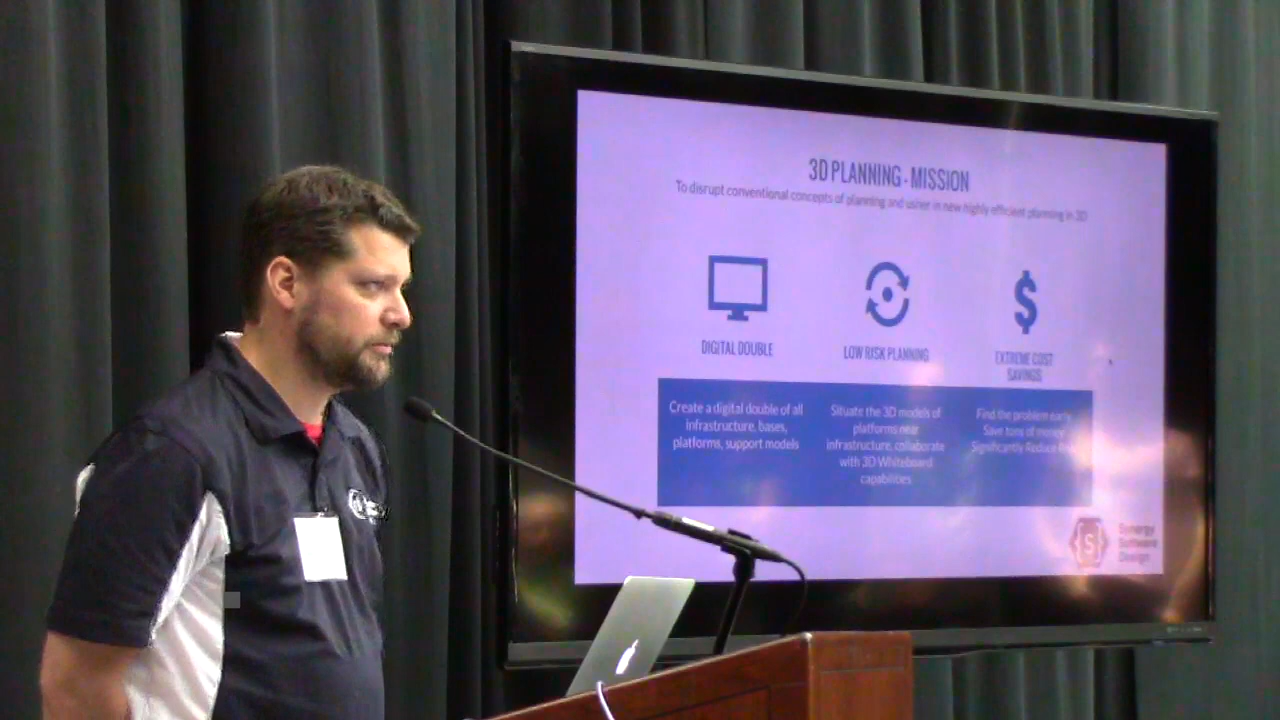 3D PLANNING - MISSION
To disrupt conventional concepts of planning and usher in new highly efficient planning in 3D
DIGITAL DOUBLE
LOW RISK PLANNING
EXTREME COST
SAVINGS
Create a digital double of all
infrastructure, bases,
platforms, support models
Situate the 3D models of
platforms near
infrastructure, collaborate
with 3D Whiteboard
capabilities
Find the problem early
Save tons of money
Significantly Reduce
{S}
Synergy
Software
Design